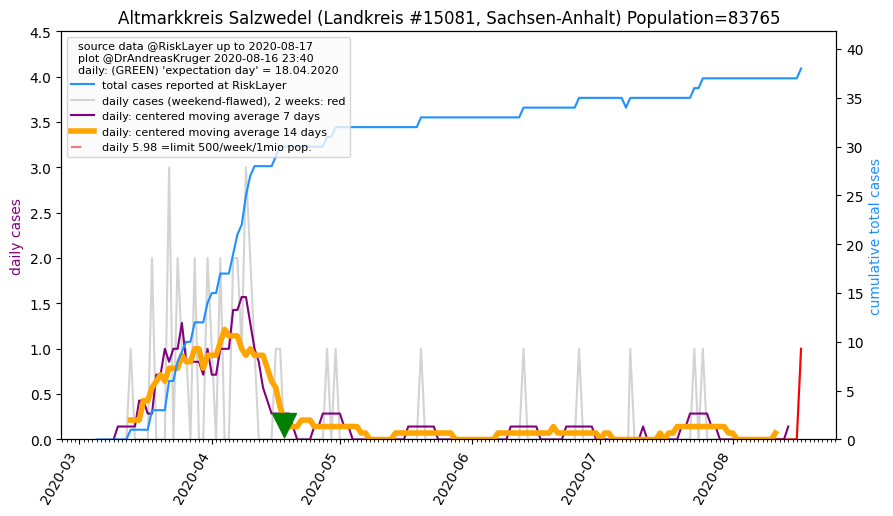 Altmarkkreis Salzwedel (Landkreis #15081, Sachsen-Anhalt) Population=83765
source data @RiskLayer up to 2020-08-17
plot @DrAndreasKruger 2020-08-16 23:40
daily: (GREEN) 'expectation day' = 18.04.2020
total cases reported at RiskLayer
daily cases (weekend-flawed), 2 weeks: red
daily: centered moving average 7 days
daily: centered moving average 14 days
daily 5.98 =limit 500/week/1mio pop.
daily cases
4.5
4.0
3.5
3.0
2.5
2.0
1.5
1.0
0.5
0.0
cumulative total cases
40
35
30
25
20
15
10
5
0
2020-03
2020-04
2020-05
2020-06
2020-07
2020-08